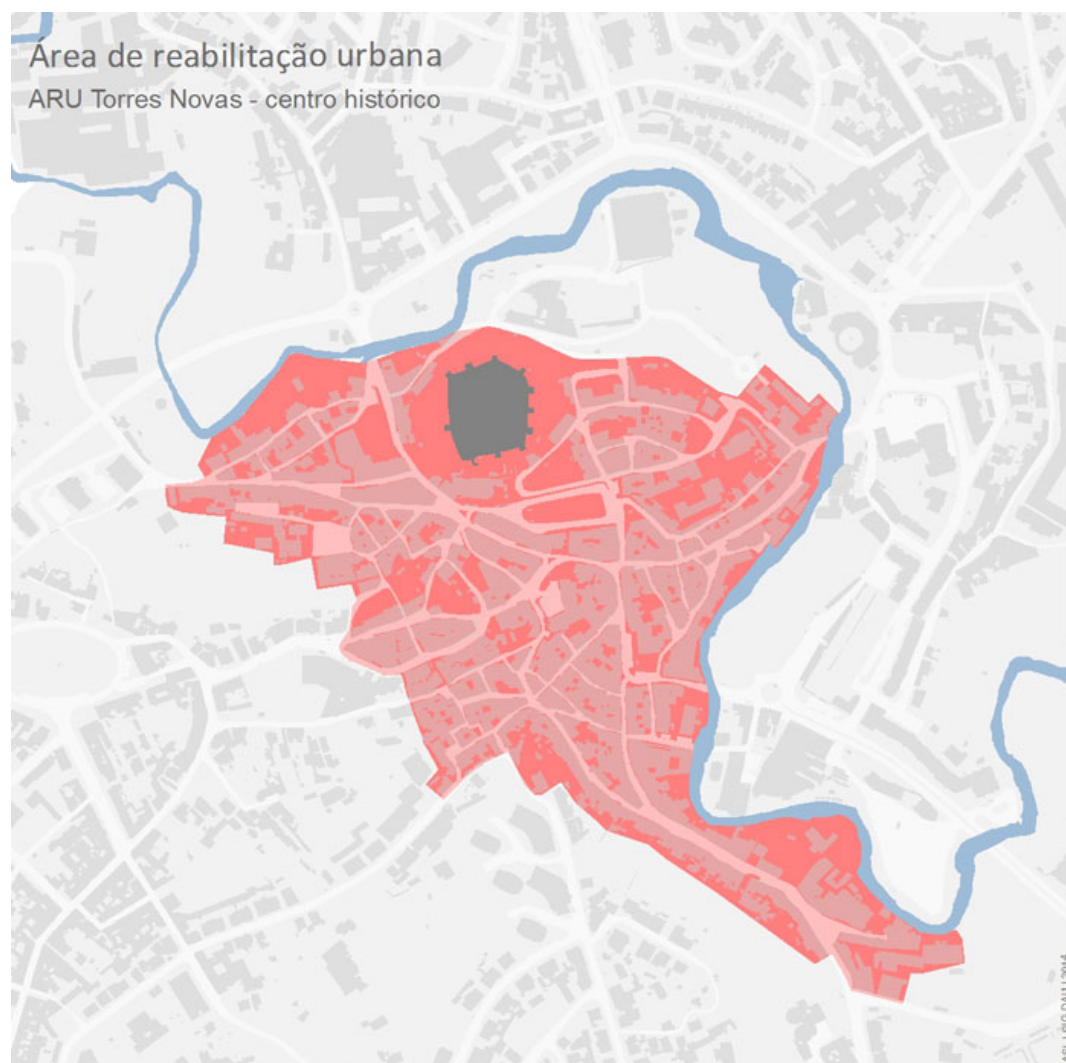 Área de reabilitação urbana
ARU Torres Novas - centro histórico